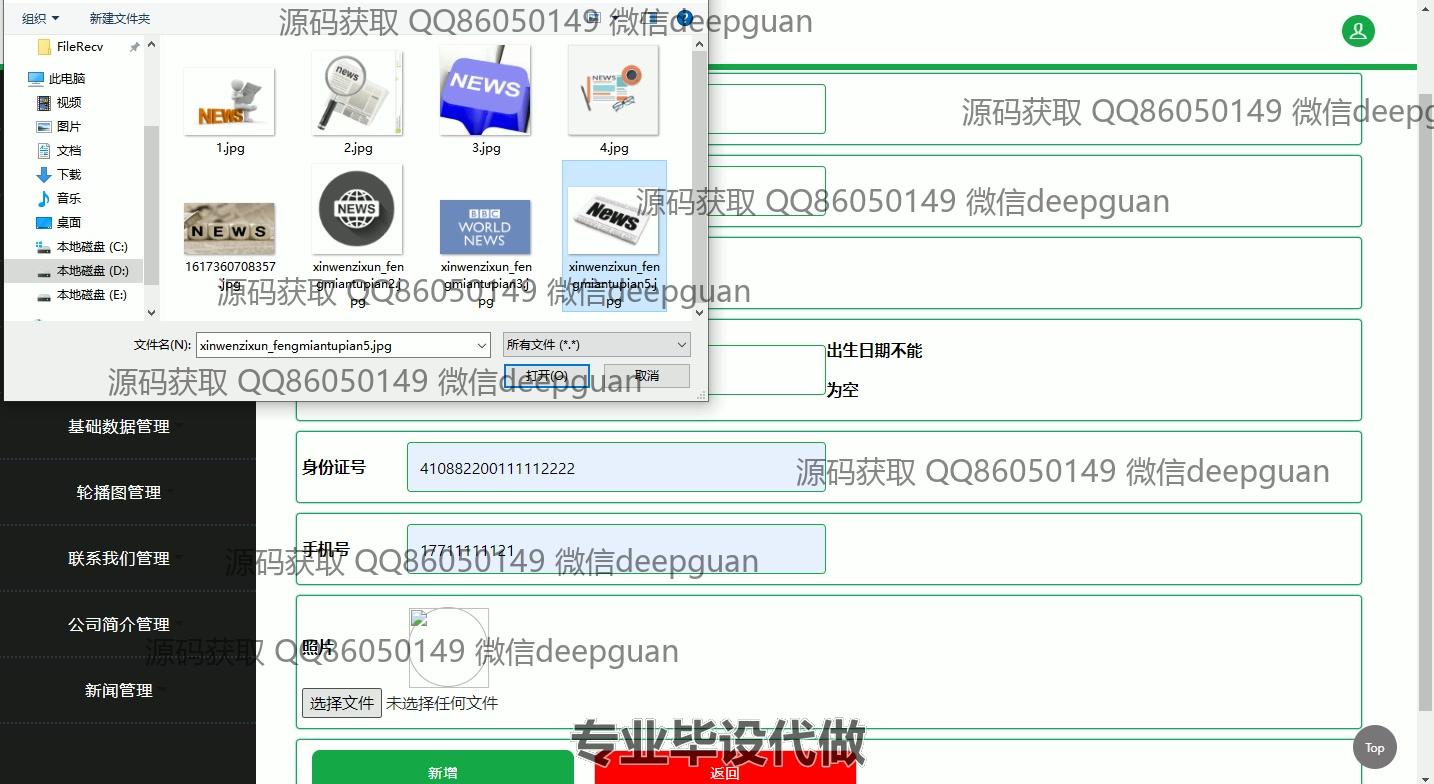 组织 新建文件夹
源码获取 QQ86050149 微信deepguan
FileRecv
此电脑
视频
图片
文档
下载
音乐
桌面
本地磁盘 (C:)
本地磁盘 (D:)
本地磁盘 (E:)
NEWS
news
NEWS
NEWS
1.jpg 2.jpg 3.jpg 4.jpg
源码获取 QQ86050149 微信deepguan
NEWS
NEWS
BBC
WORLD
NEWS
News
源码获取 QQ86050149 微信deepguan
1617360708357
.jpg
xinwenzixun_fen
gmiantupian2.j
pg
xinwenzixun_fen
gmiantupian3.j
pg
xinwenzixun_fen
gmiantupian5.j
pg
源码获取 QQ86050149 微信deepguan
文件名(N): xinwenzixun_fengmiantupian5.jpg 所有文件 (*.*)
打开(O) 取消
源码获取 QQ86050149 微信deepguan
出生日期不能
为空
基础数据管理
轮播图管理
联系我们管理
公司简介管理
新闻管理
身份证号 410882200111112222
源码获取 QQ86050149 微信deepguan
手机号 17711111121
源码获取 QQ86050149 微信deepguan
照片
源码获取 QQ86050149 微信deepguan
选择文件 未选择任何文件
专业毕设代做
新增 返回
Top